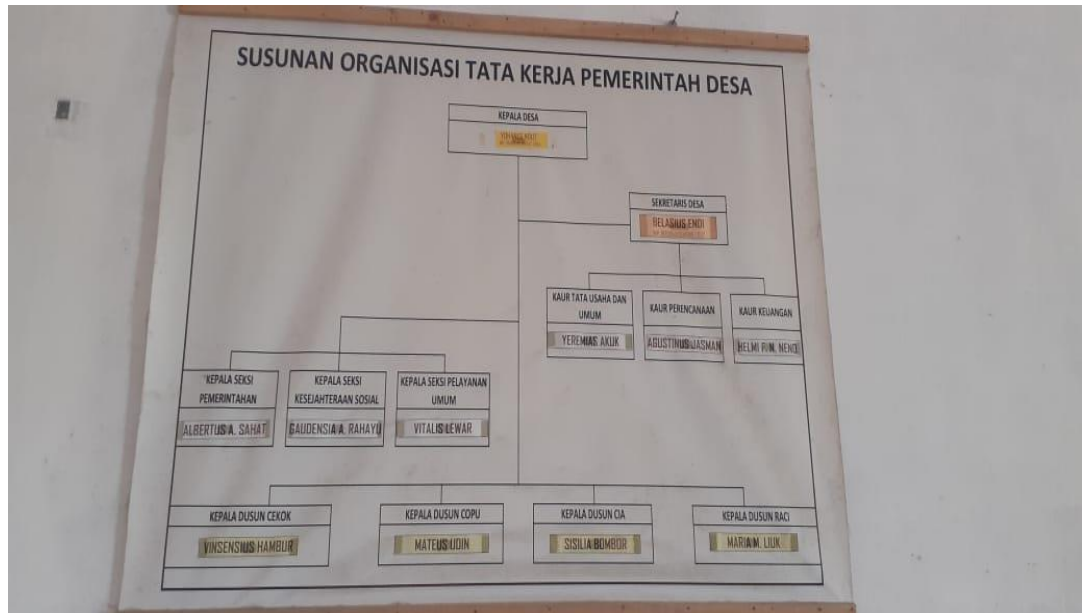 SUSUNAN ORGANISASI TATA KERJA PEMERINTAH DESA
KEPALA DESA
SEKRETARIS DESA
BELASIUS ENDI
KAUR TATA USAHA DAN
UMUM
YEREMIAS AKUK
KAUR PERENCANAAN
AGUSTINUS JASMAN
KAUR KEUANGAN
HELMI
KEPALA SEKSI
PEMERINTAHAN
ALBERTUS A. SAHAT
KEPALA SEKSI
KESEJAHTERAAN SOSIAL
GAUDENSIA A. RAHAYU
KEPALA SEKSI PELAYANAN
UMUM
VITALIS LEWAR
KEPALA DUSUN CEKOK
VINSENSIUS HAMBUR
KEPALA DUSUN COPU
MATEUS UDIN
KEPALA DUSUN CIA
SISILIA BOMBOR
KEPALA DUSUN RACI
MARIA M. LIUK